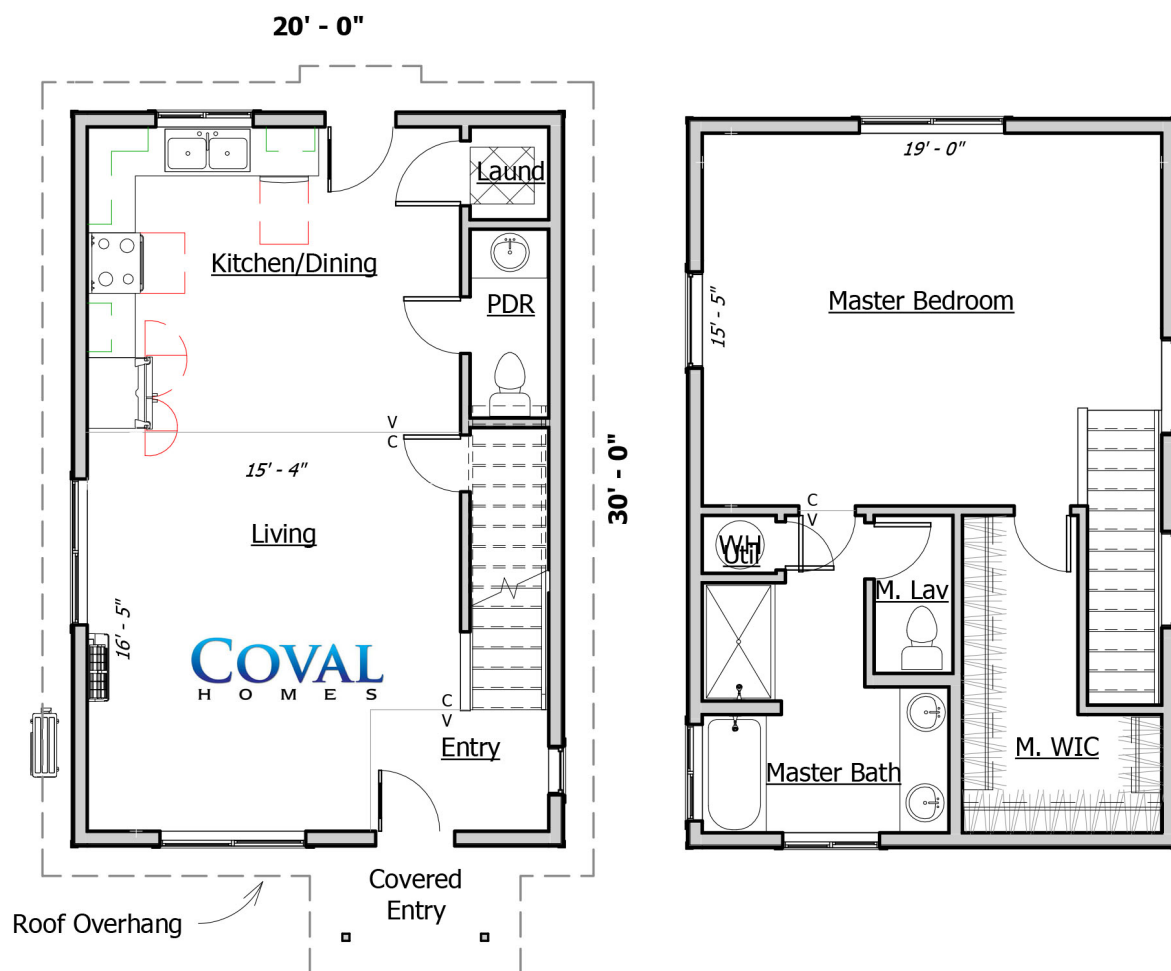 20' - 0"
Laund
Kitchen/Dining
PDR
V
C
15' - 4"
30' - 0"
Living
16' - 5"
COVAL
HOMES
C
V
Entry
Covered
Entry
Roof Overhang
19' - 0"
Master Bedroom
15' - 5"
C
V
WH
Util
M. Lav
M. WIC
Master Bath